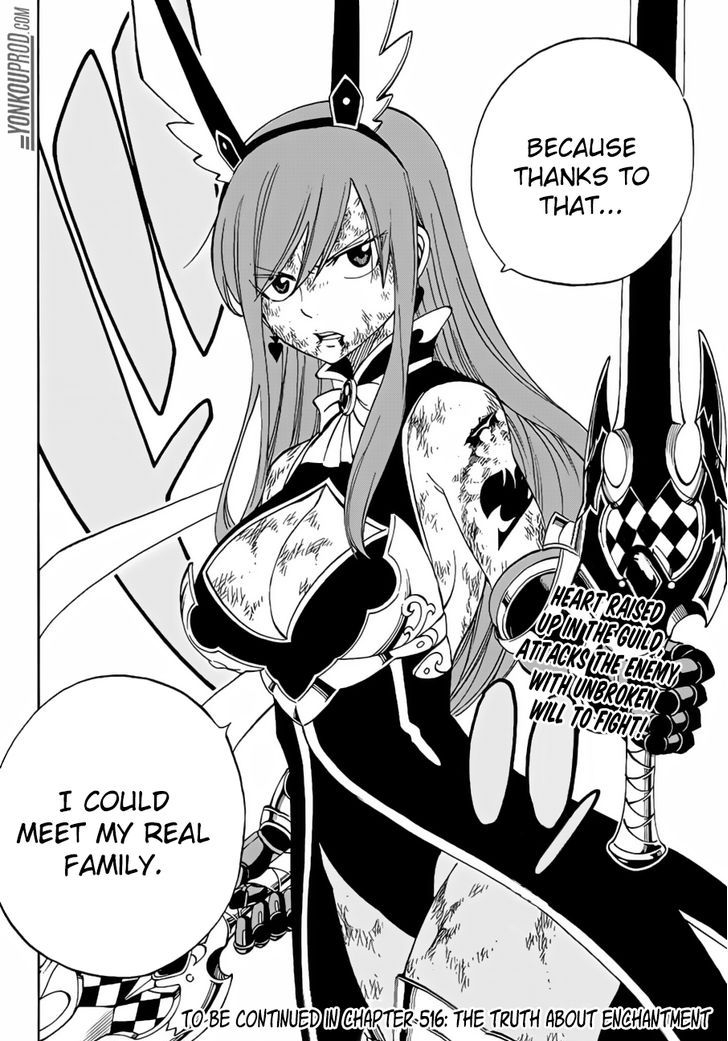 =YONKOUPROD.COM
BECAUSE
THANKS TO
THAT...
HEART RAISED
UP IN THE GUILD,
ATTACKS THE ENEMY
WITH UNBROKEN
WILL TO FIGHT!!
I COULD
MEET MY REAL
FAMILY.
TO BE CONTINUED IN CHAPTER 516: THE TRUTH ABOUT ENCHANTMENT